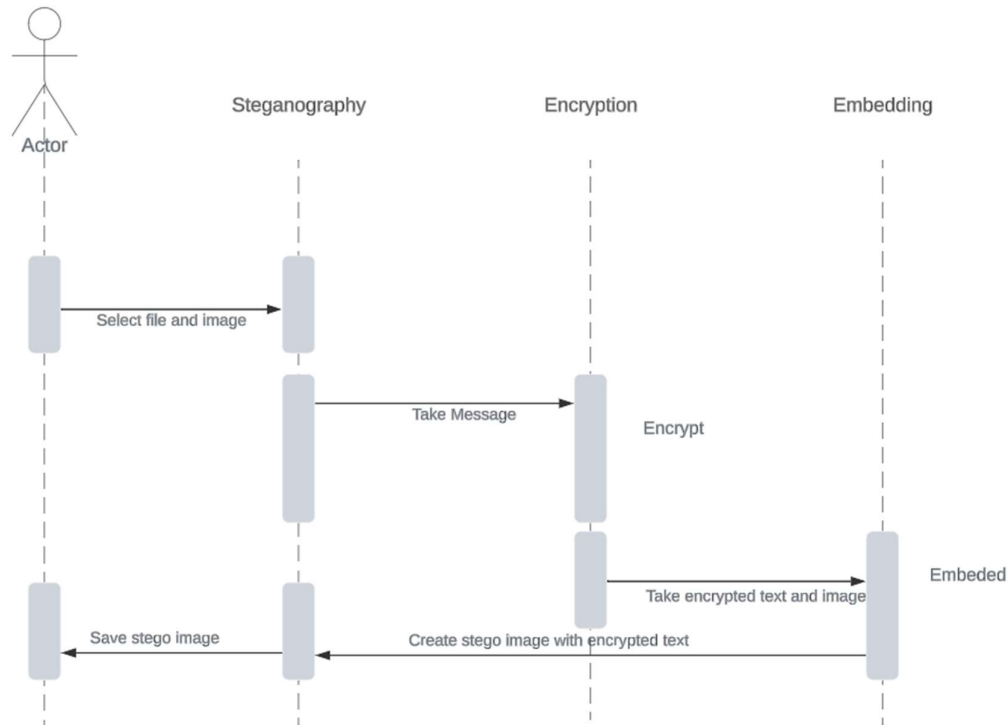 Steganography
Encryption
Embedding
Actor
Select file and image
Take Message
Encrypt
Embeded
Take encrypted text and image
Save stego image
Create stego image with encrypted text